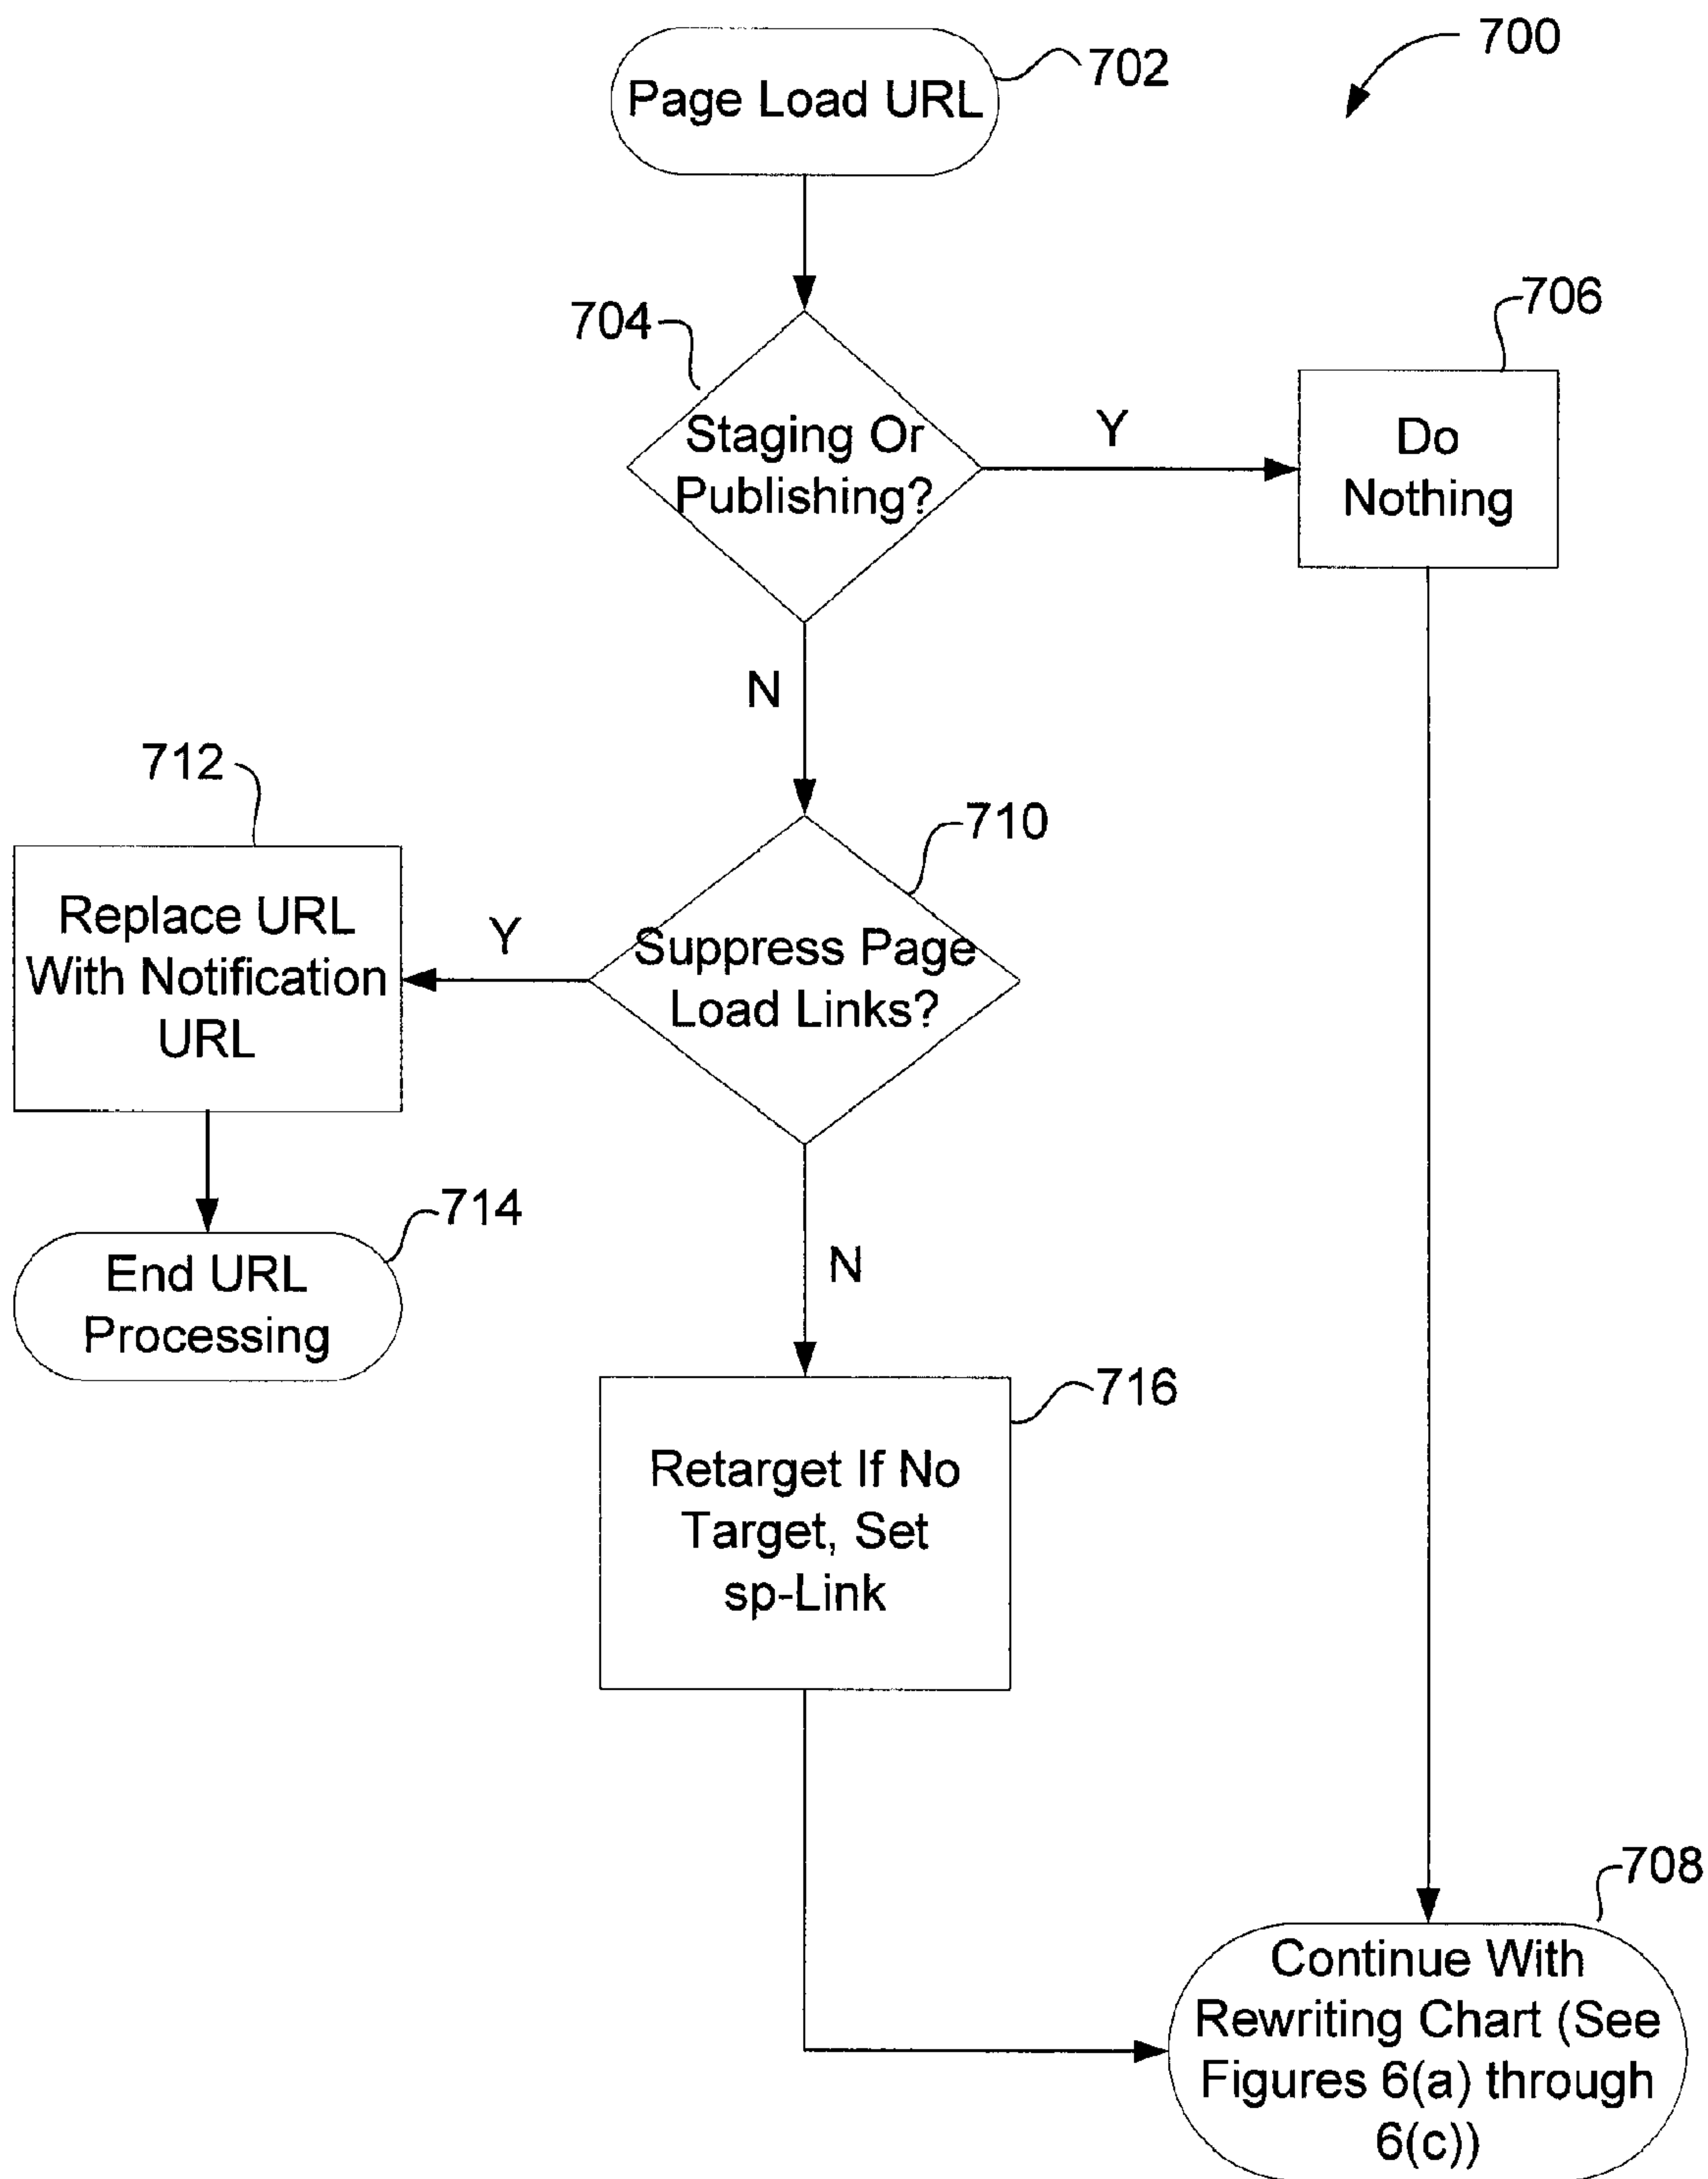 700
702
Page Load URL
704
706
Staging Or
Publishing?
Y
Do
Nothing
N
712
710
Replace URL
With Notification
URL
Y
Suppress Page
Load Links?
714
End URL
Processing
N
716
Retarget If No
Target, Set
sp-Link
708
Continue With
Rewriting Chart (See
Figures 6(a) through
6(c))